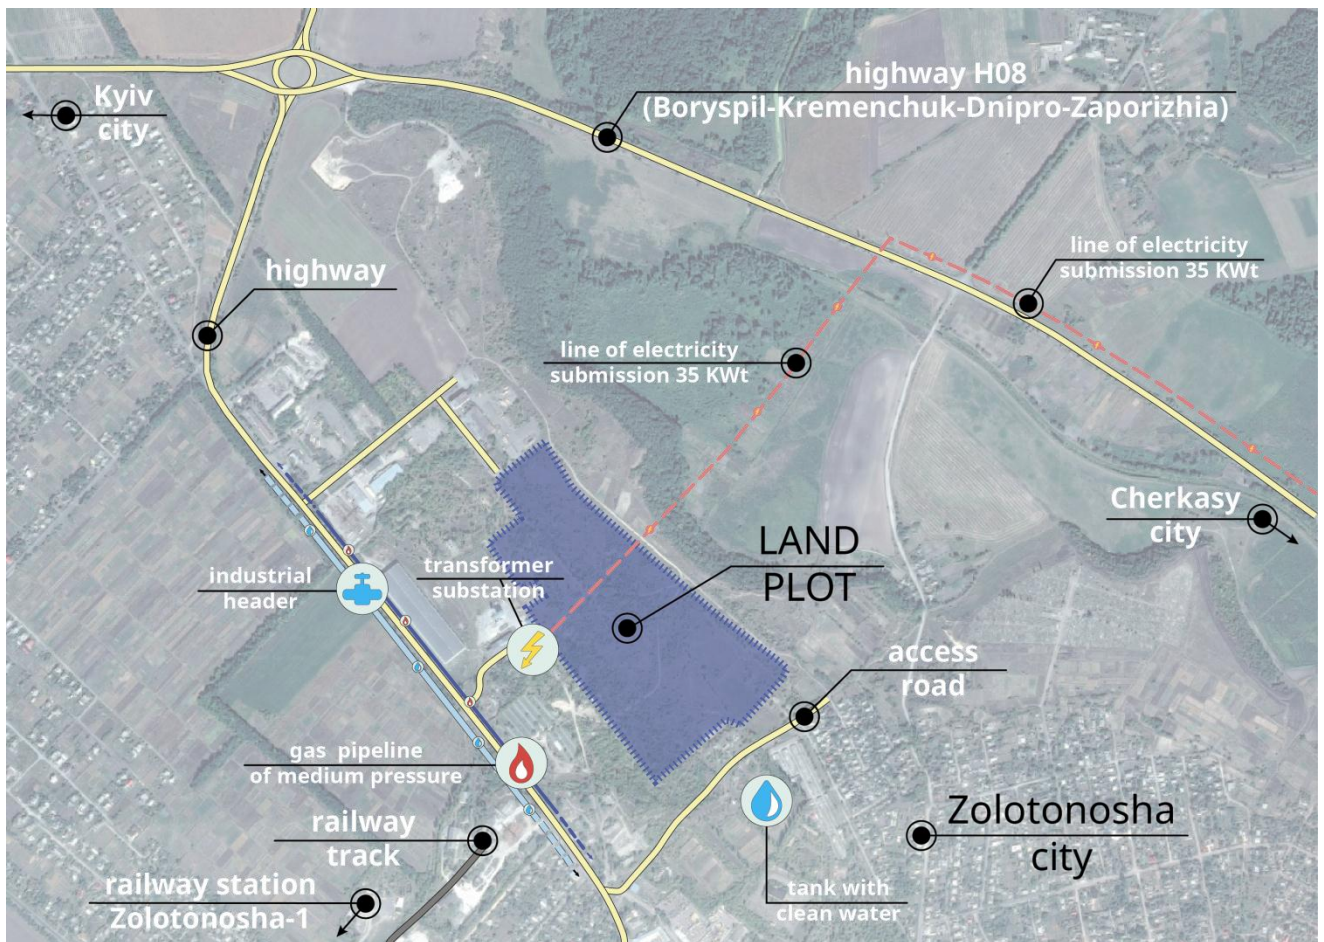 highway H08
(Boryspil-Kremenchuk-Dnipro-Zaporizhia)
Kyiv
city
highway
line of electricity
submission 35 KWt
line of electricity
submission 35 KWt
Cherkasy
city
LAND
PLOT
transformer
substation
industrial
header
access
road
gas pipeline
of medium pressure
railway
track
Zolotonosha
city
railway station
Zolotonosha-1
tank with
clean water